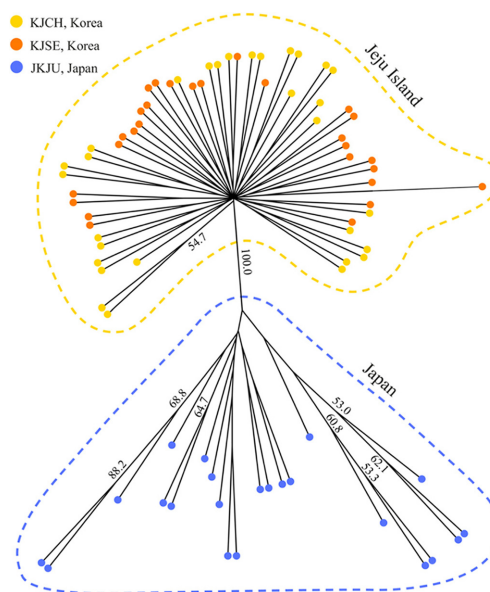 KJCH, Korea
KJSE, Korea
JKJU, Japan
Jeju Island
54.7
100.0
Japan
68.8
64.7
53.0
60.8
88.2
62.1
53.3